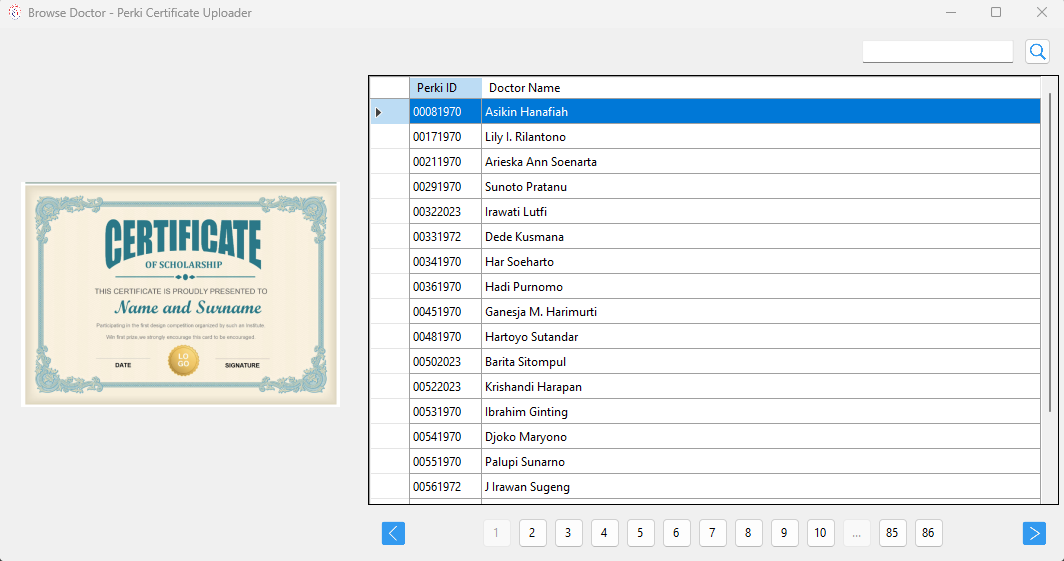 Browse Doctor - Perki Certificate Uploader
CERTIFICATE
OF SCHOLARSHIP
THIS CERTIFICATE IS PROUDLY PRESENTED TO
Name and Surname
Participating in the first design competition organized by such an institute.
Win first prize we strongly encourage this card to be encouraged.
LO
GO
DATE
SIGNATURE
Perki ID Doctor Name
00081970 Asikin Hanafiah
00171970 Lily I. Rilantono
00211970 Arieska Ann Soenarta
00291970 Sunoto Pratanu
00322023 Irawati Lutfi
00331972 Dede Kusmana
00341970 Har Soeharto
00361970 Hadi Purnomo
00451970 Ganesja M. Harimurti
00481970 Hartoyo Sutandar
00502023 Barita Sitompul
00522023 Krishandi Harapan
00531970 Ibrahim Ginting
00541970 Djoko Maryono
00551970 Palupi Sunarno
00561972 J Irawan Sugeng
1 2 3 4 5 6 7 8 9 10 ... 85 86